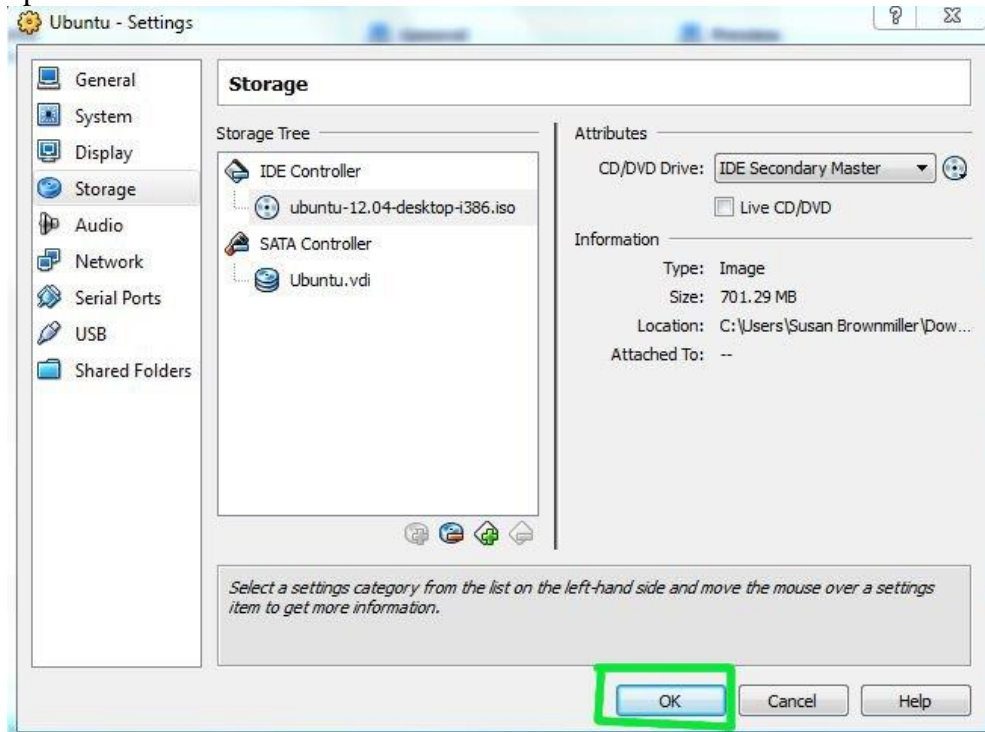 Ubuntu - Settings
General
System
Display
Storage
Audio
Network
Serial Ports
USB
Shared Folders
Storage
Storage Tree
IDE Controller
ubuntu-12.04-desktop-i386.iso
SATA Controller
Ubuntu.vdi
Attributes
CD/DVD Drive: IDE Secondary Master
Live CD/DVD
Information
Type: Image
Size: 701.29 MB
Location: C:\Users\Susan Brownmiller\Dow...
Attached To: --
Select a settings category from the list on the left-hand side and move the mouse over a settings
item to get more information.
OK Cancel Help